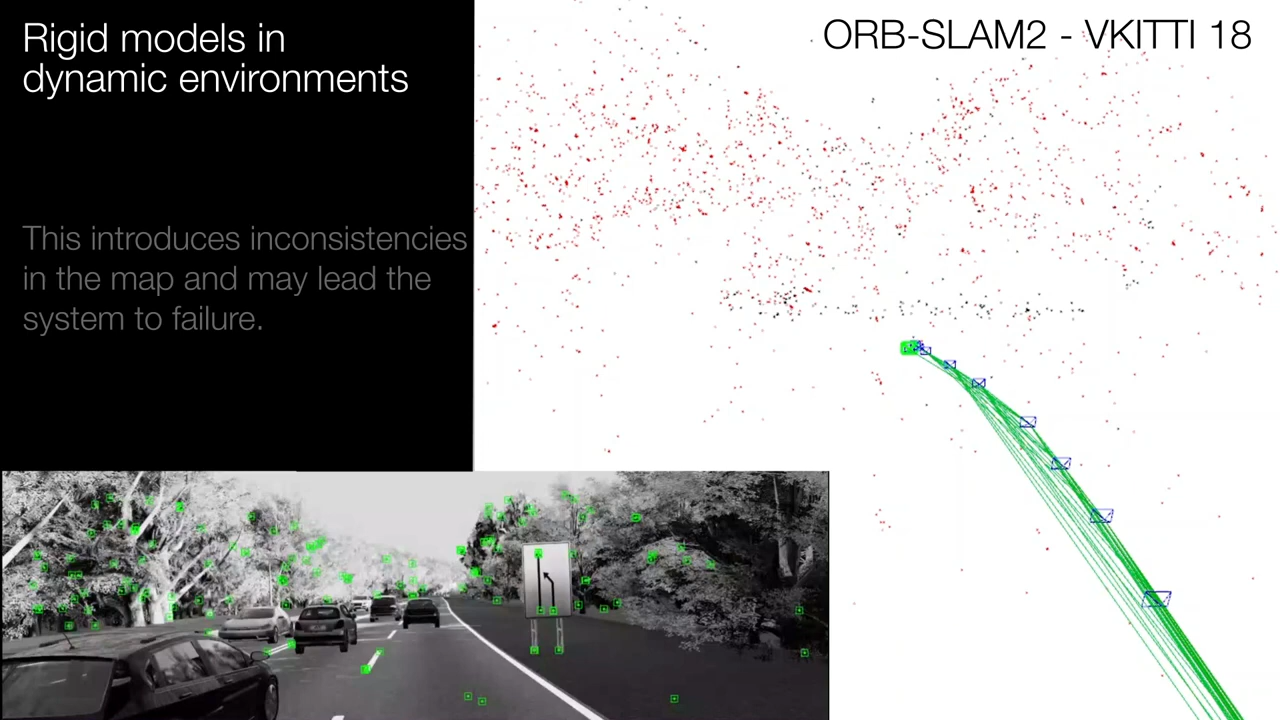 Rigid models in
dynamic environments
ORB-SLAM2 - VKITTI 18
This introduces inconsistencies
in the map and may lead the
system to failure.